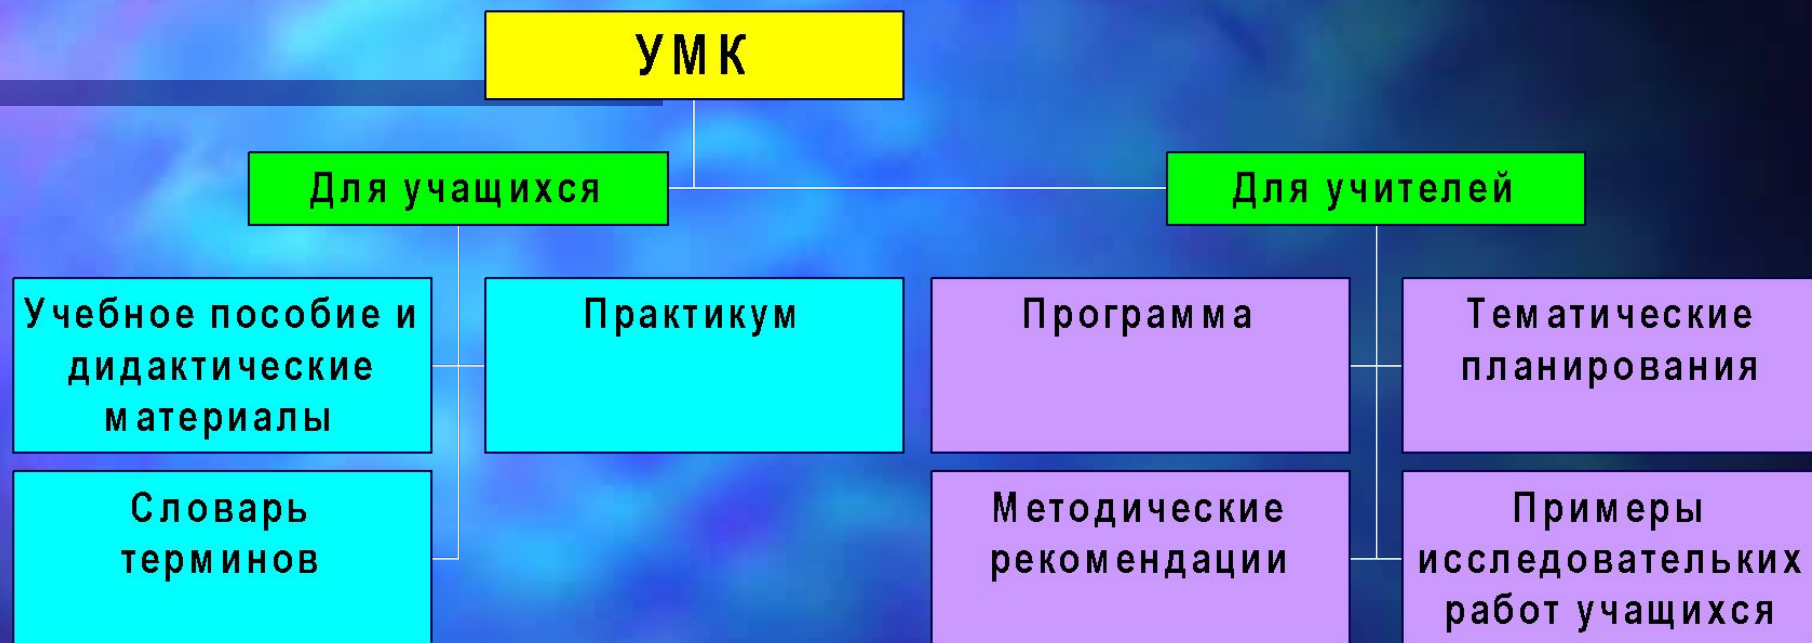 УМК
Для учащихся
Для учителей
Учебное пособие и
дидактические
материалы
Практикум
Программа
Тематические
планирования
Словарь
терминов
Методические
рекомендации
Примеры
исследовательких
работ учащихся